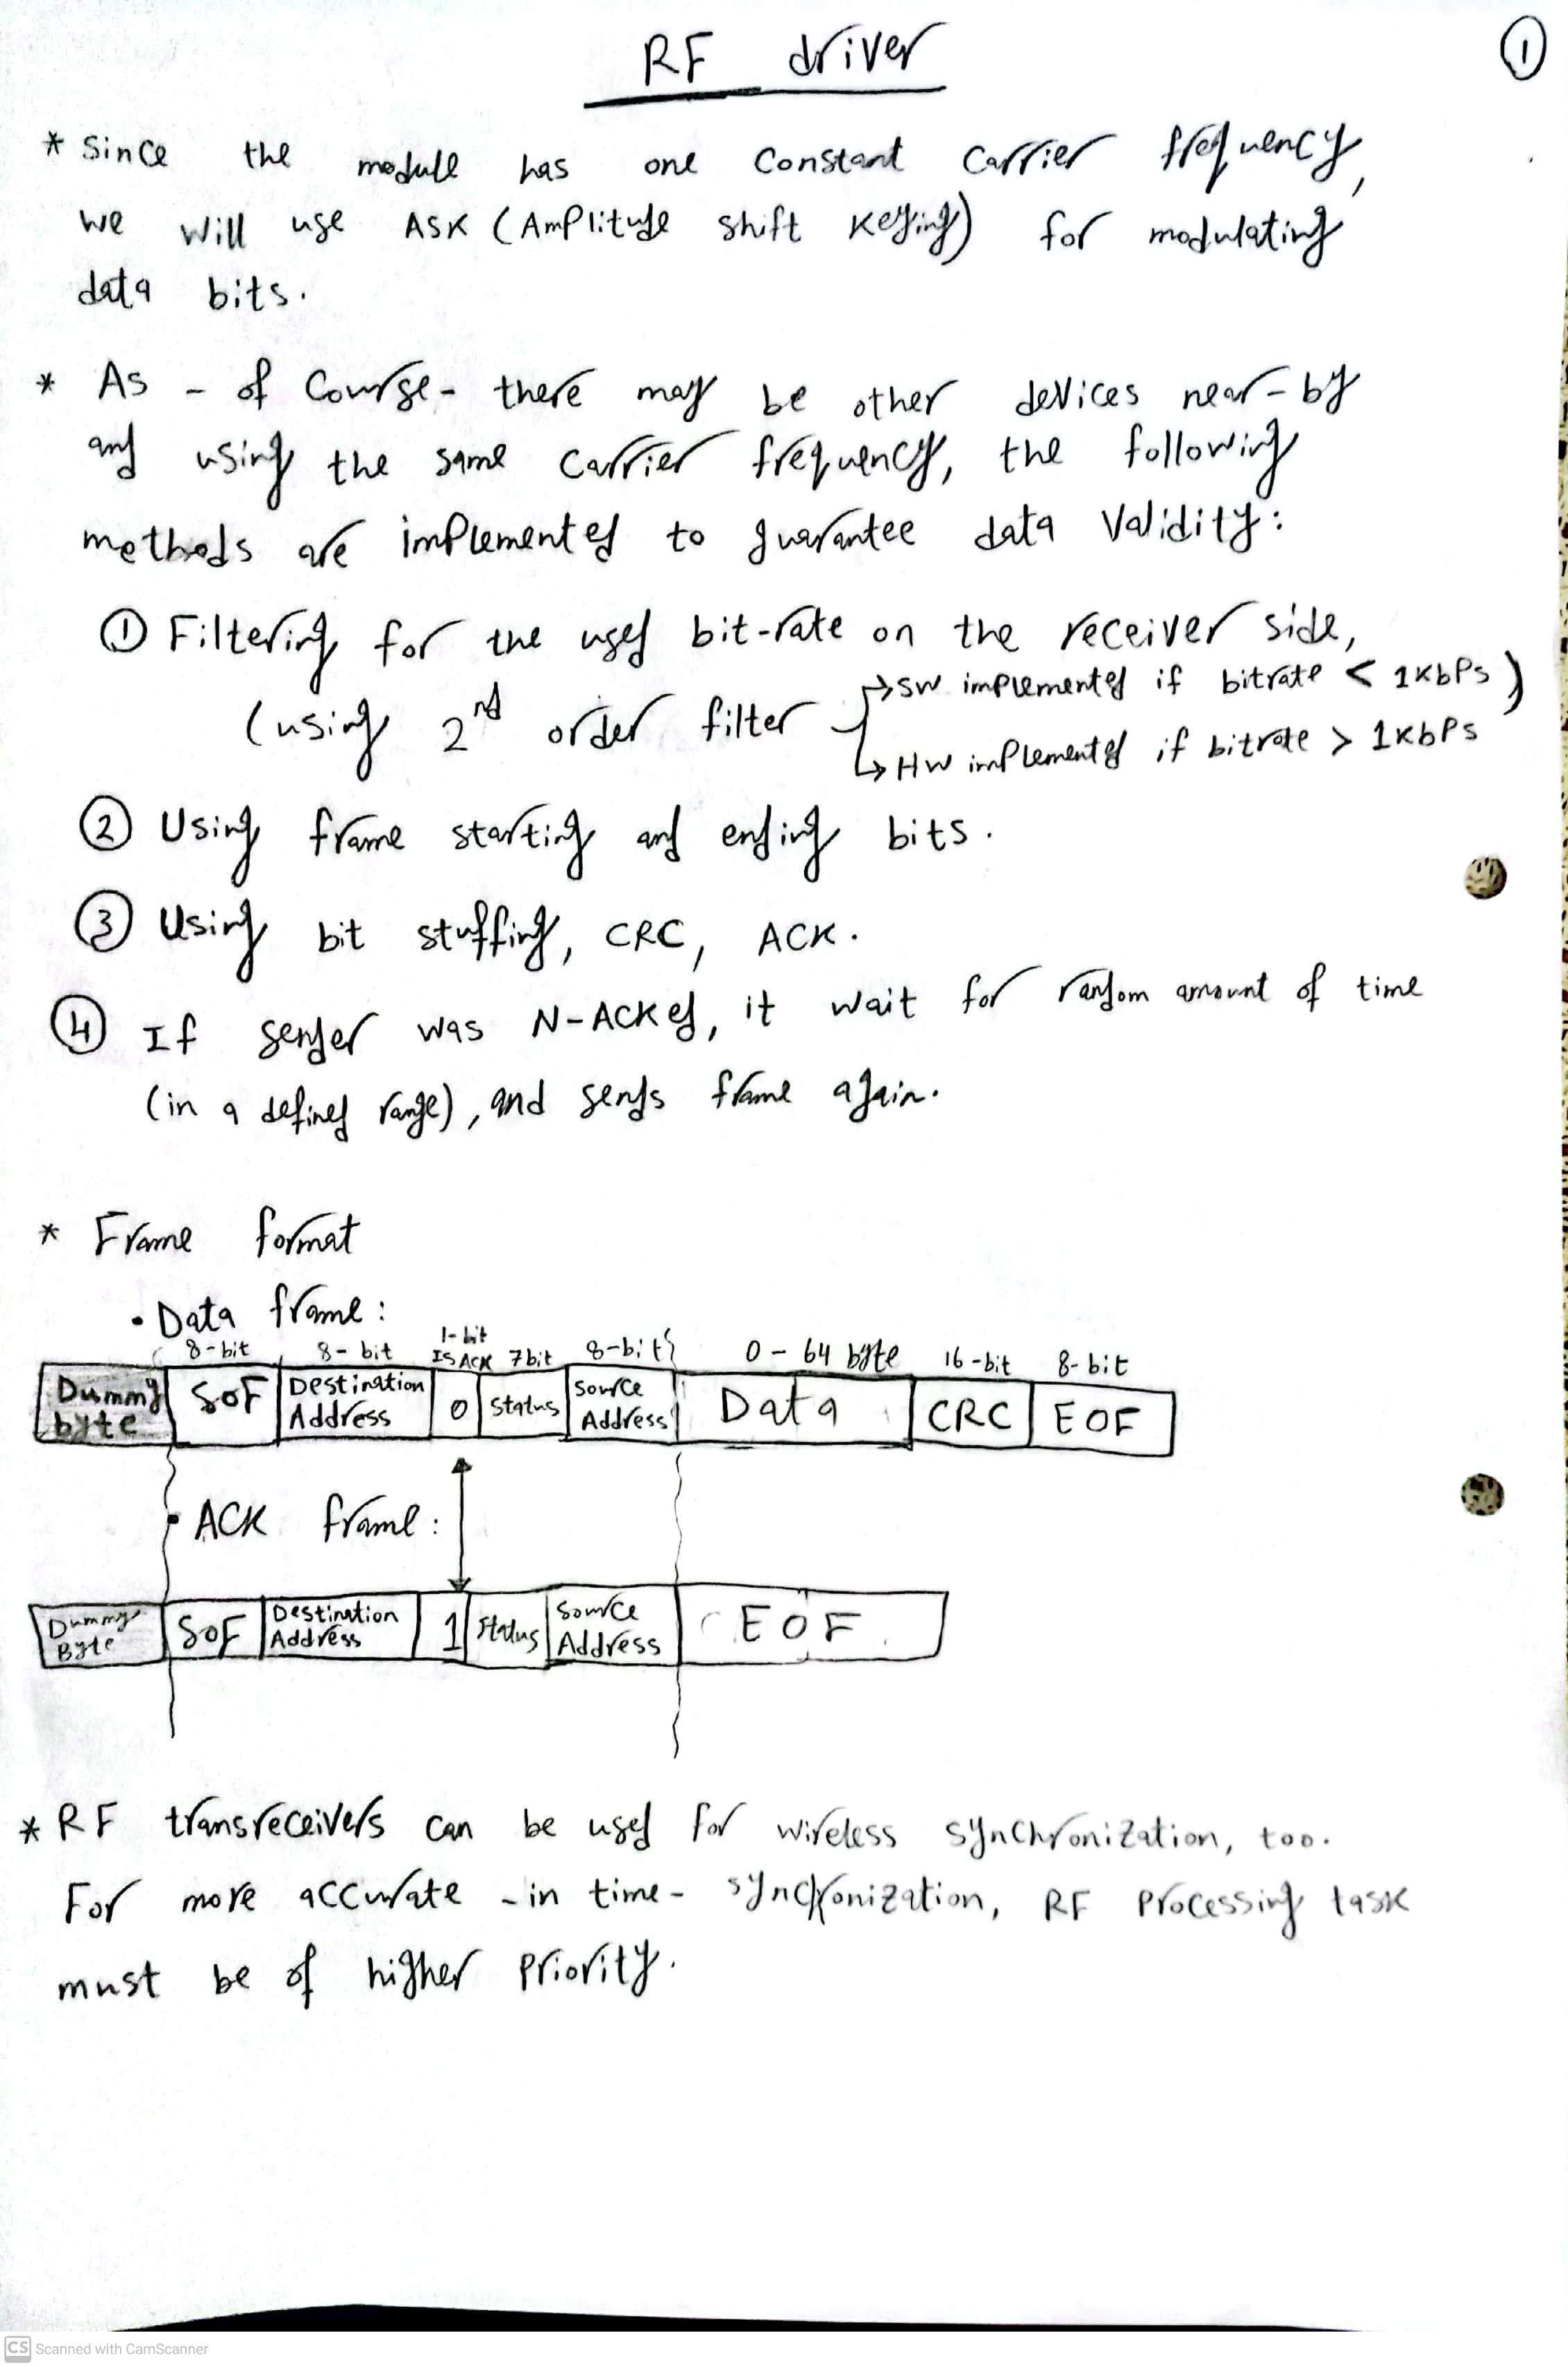 RF driver
1
* Since the module has one constant carrier frequency,
we will use ASK (Amplitude shift keying) for modulating
data bits.
* As - of course - there may be other devices near-by
and using the same carrier frequency, the following
methods are implemented to guarantee data validity:
① Filtering for the used bit-rate on the receiver side,
(using 2nd order filter → SW implemented if bitrate < 1kbps)
→ HW implemented if bitrate > 1kbps
② Using frame starting and ending bits.
③ Using bit stuffing, CRC, ACK.
④ If sender was N-ACKed, it wait for random amount of time
(in a defined range), and sends frame again.
* Frame format
• Data frame:
8-bit 8-bit 1-bit IS ACK 7bit 8-bit 0 - 64 byte 16-bit 8-bit
Dummy byte SOF Destination Address 0 Status Source Address Data CRC EOF
• ACK frame:
Dummy Byte SOF Destination Address 1 Status Source Address EOF
* RF transreceivers can be used for wireless synchronization, too.
For more accurate - in time - synchronization, RF processing task
must be of higher priority.
CS Scanned with CamScanner